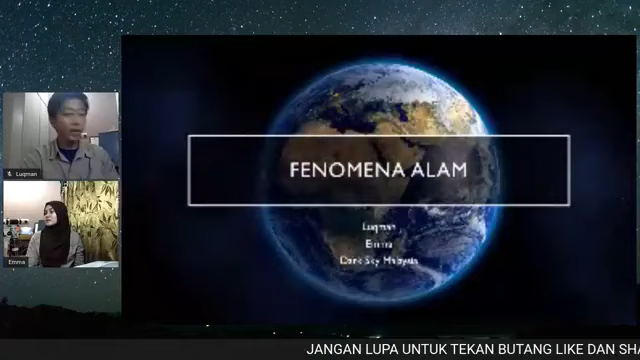 Luqman
Emma
FENOMENA ALAM
Luqman
Emma
Dark Sky Malaysia
JANGAN LUPA UNTUK TEKAN BUTANG LIKE DAN SHA